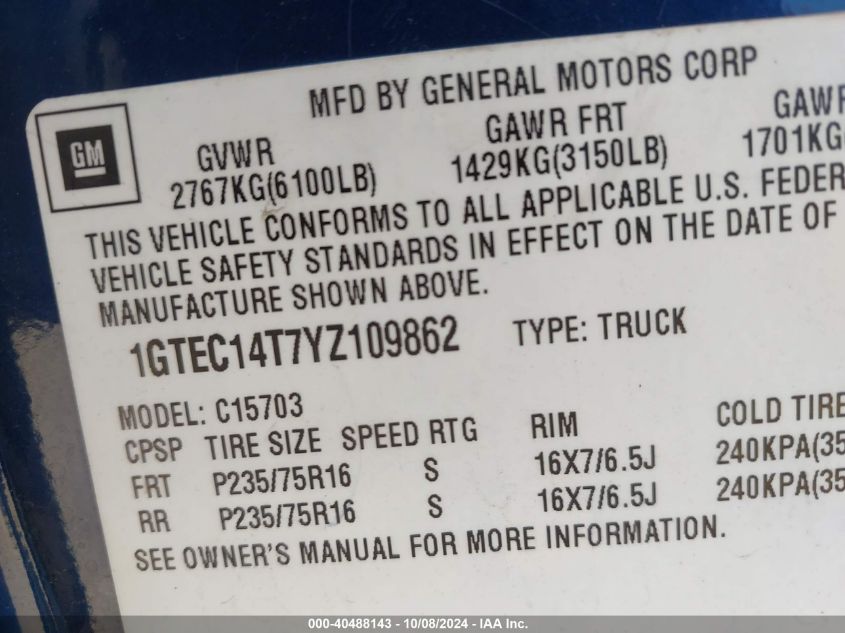 MFD BY GENERAL MOTORS CORP
GM
GVWR GAWR FRT GAWR
2767KG(6100LB) 1429KG(3150LB) 1701KG(
THIS VEHICLE CONFORMS TO ALL APPLICABLE U.S. FEDER
VEHICLE SAFETY STANDARDS IN EFFECT ON THE DATE OF
MANUFACTURE SHOWN ABOVE.
1GTEC14T7YZ109862 TYPE: TRUCK
MODEL: C15703
CPSP TIRE SIZE SPEED RTG RIM COLD TIRE
FRT P235/75R16 S 16X7/6.5J 240KPA(35
RR P235/75R16 S 16X7/6.5J 240KPA(35
SEE OWNER'S MANUAL FOR MORE INFORMATION.
000-40488143 - 10/08/2024 - IAA Inc.